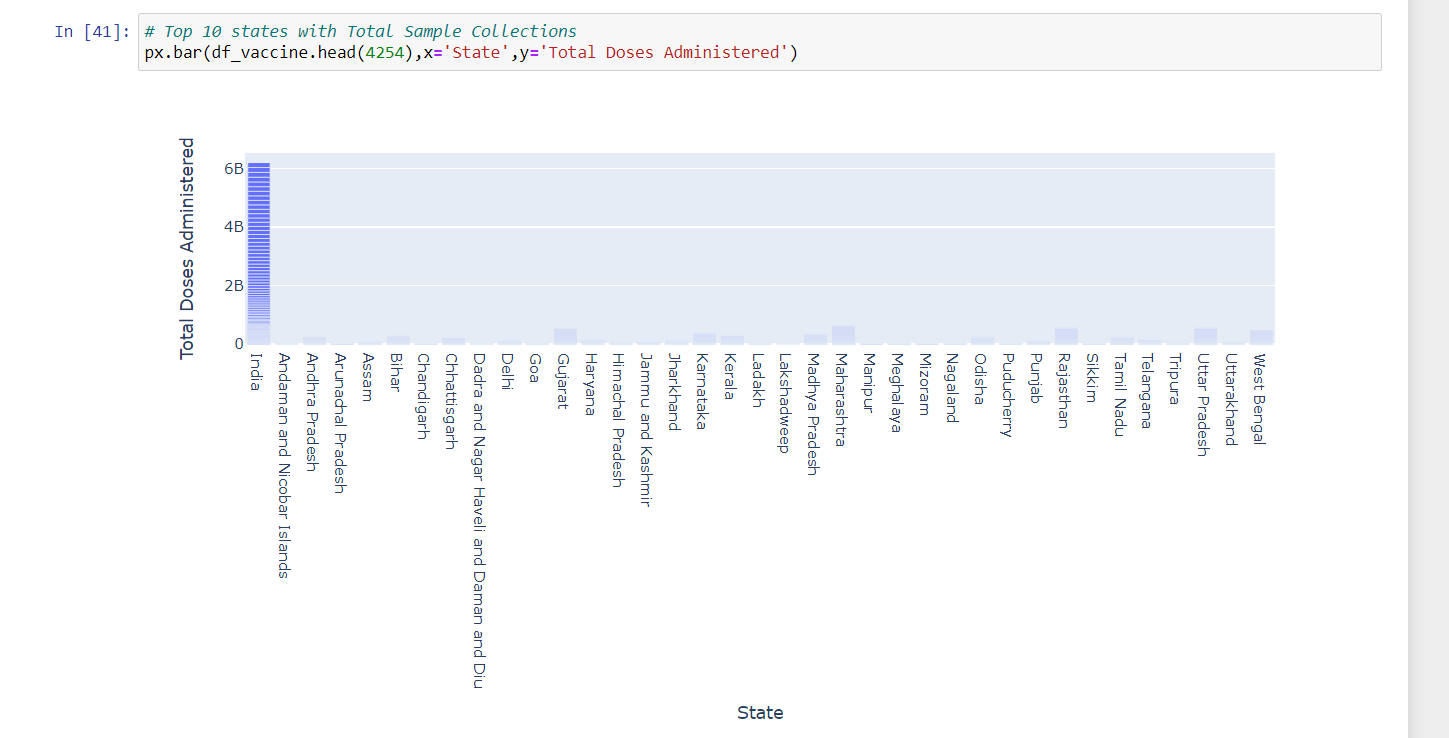 In [41]:
# Top 10 states with Total Sample Collections
px.bar(df_vaccine.head(4254),x='State',y='Total Doses Administered')
Total Doses Administered
6B
4B
2B
0
India
Andaman and Nicobar Islands
Andhra Pradesh
Arunachal Pradesh
Assam
Bihar
Chandigarh
Chhattisgarh
Dadra and Nagar Haveli and Daman and Diu
Delhi
Goa
Gujarat
Haryana
Himachal Pradesh
Jammu and Kashmir
Jharkhand
Karnataka
Kerala
Ladakh
Lakshadweep
Madhya Pradesh
Maharashtra
Manipur
Meghalaya
Mizoram
Nagaland
Odisha
Puducherry
Punjab
Rajasthan
Sikkim
Tamil Nadu
Telangana
Tripura
Uttar Pradesh
Uttarakhand
West Bengal
State